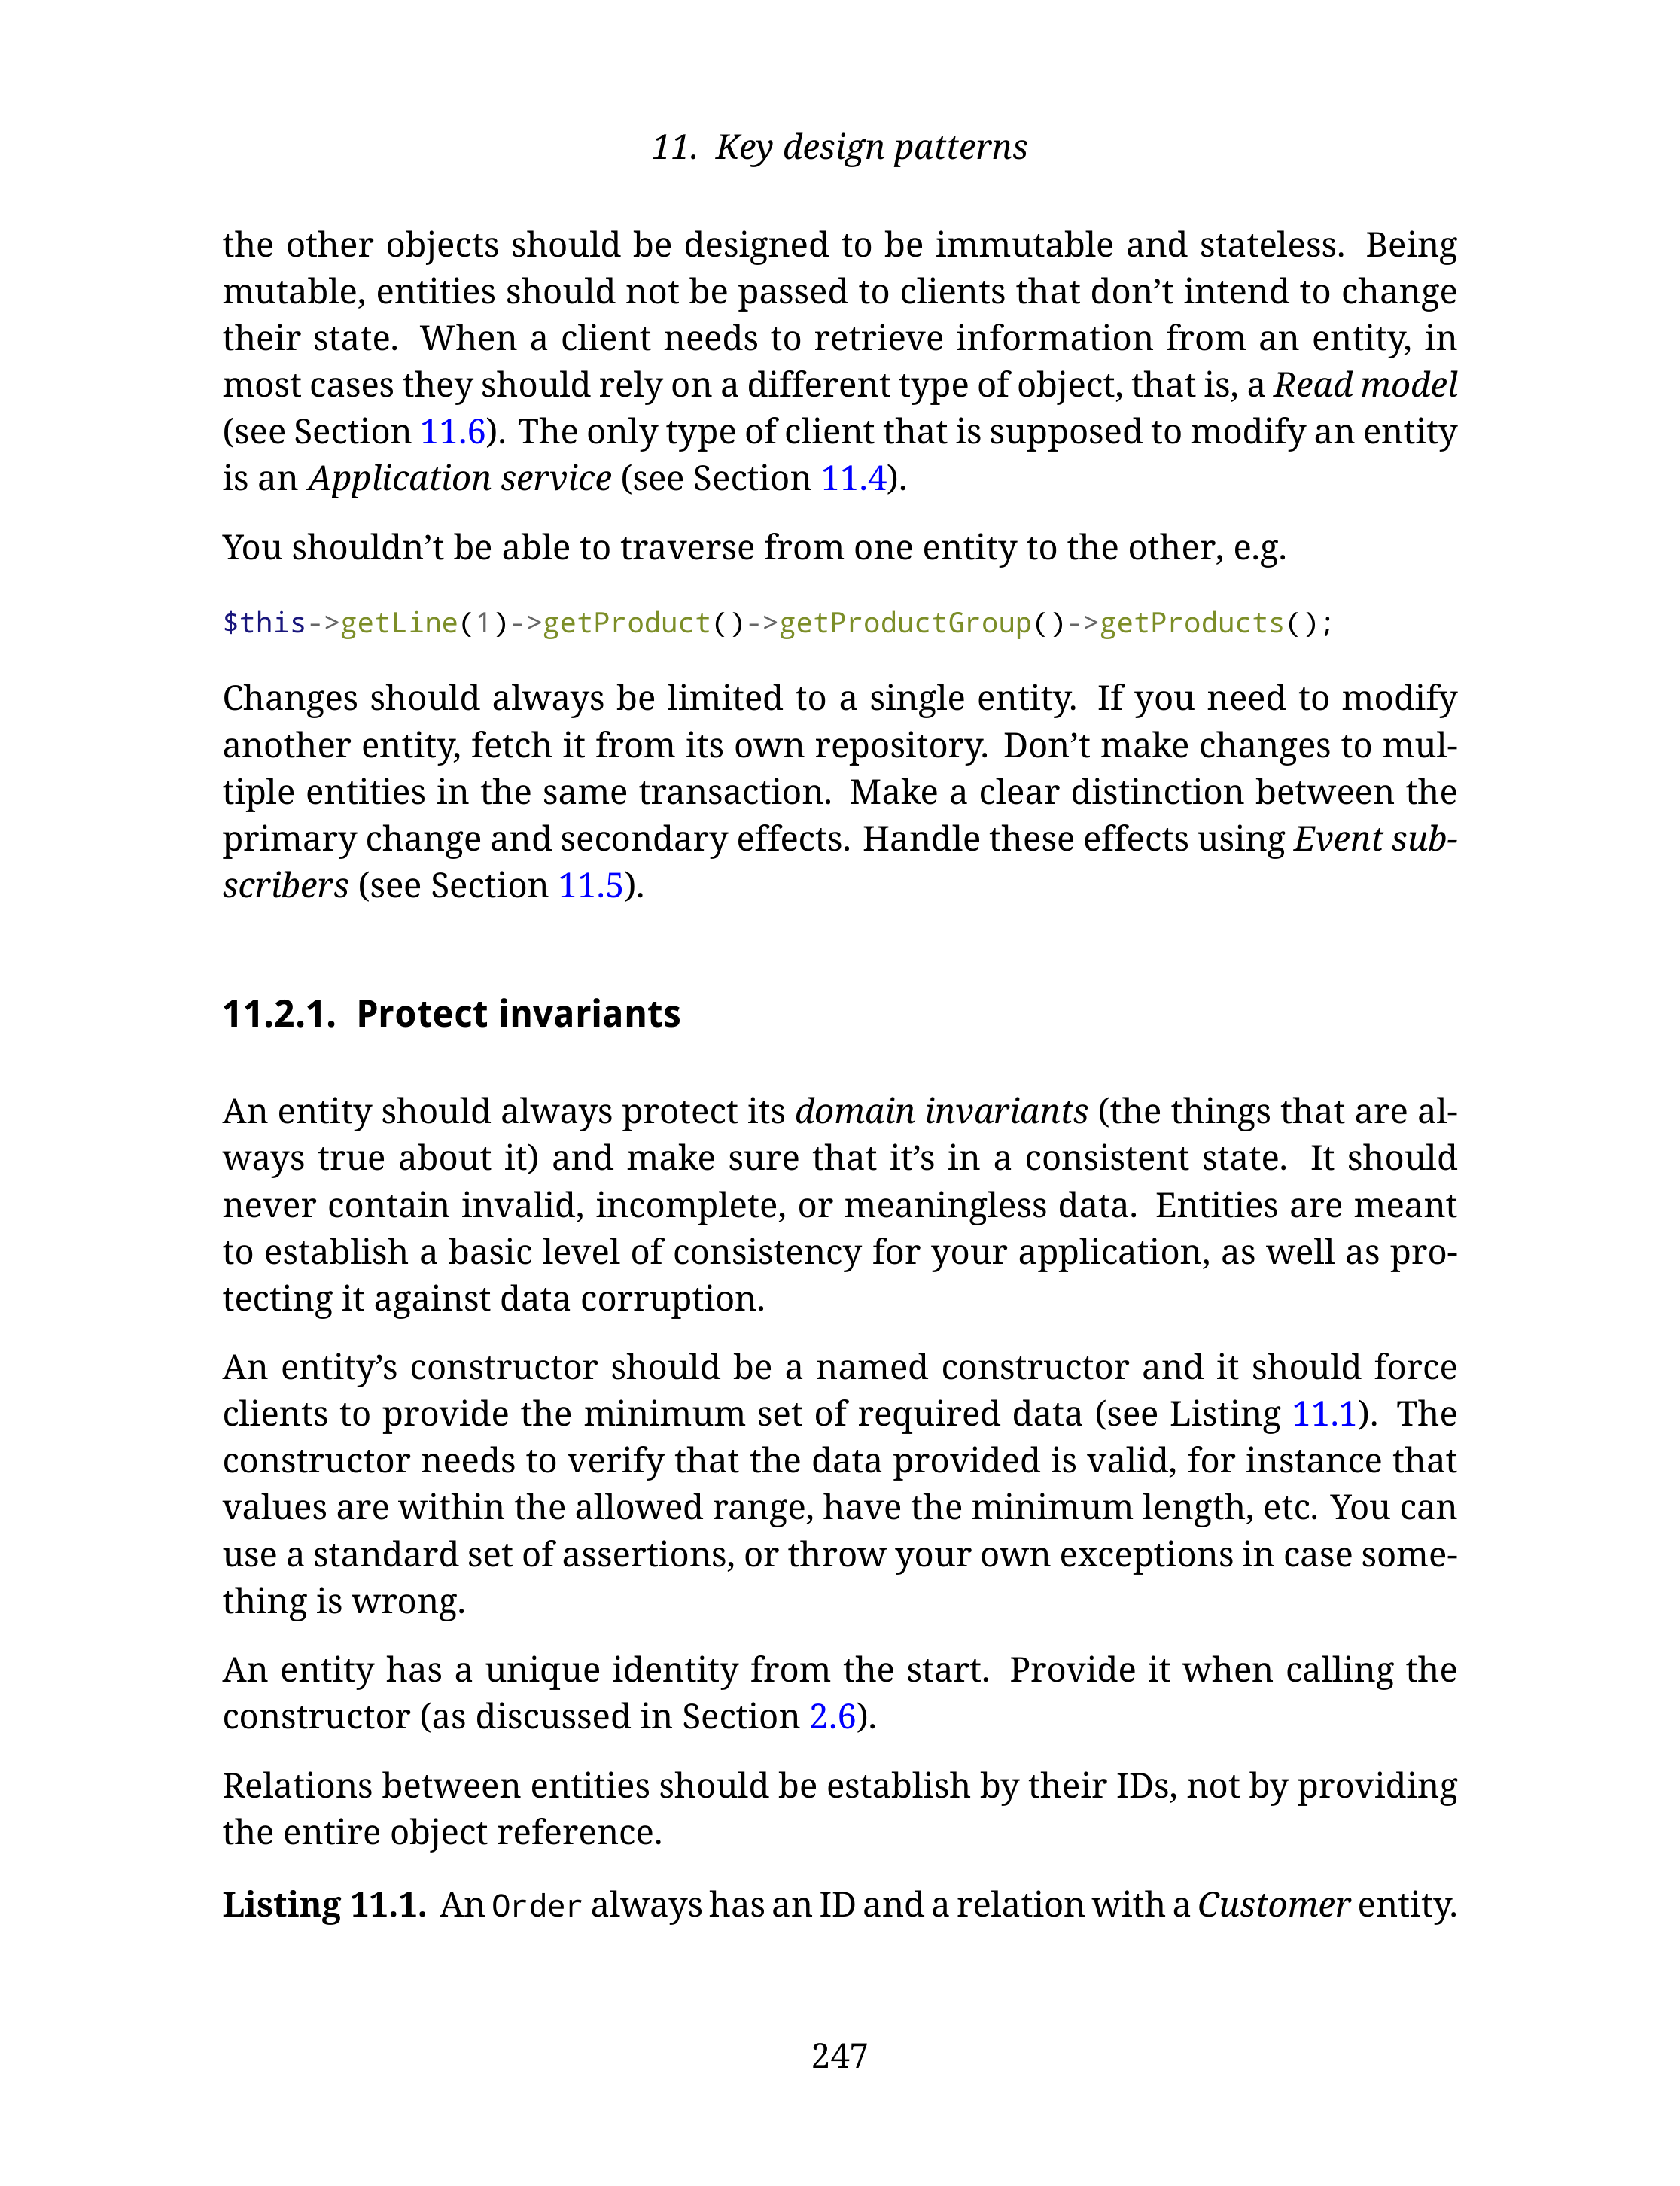 11. Key design patterns
the other objects should be designed to be immutable and stateless. Being
mutable, entities should not be passed to clients that don’t intend to change
their state. When a client needs to retrieve information from an entity, in
most cases they should rely on a different type of object, that is, a Read model
(see Section 11.6). The only type of client that is supposed to modify an entity
is an Application service (see Section 11.4).
You shouldn’t be able to traverse from one entity to the other, e.g.
$this->getLine(1)->getProduct()->getProductGroup()->getProducts();
Changes should always be limited to a single entity. If you need to modify
another entity, fetch it from its own repository. Don’t make changes to mul-
tiple entities in the same transaction. Make a clear distinction between the
primary change and secondary effects. Handle these effects using Event sub-
scribers (see Section 11.5).
11.2.1. Protect invariants
An entity should always protect its domain invariants (the things that are al-
ways true about it) and make sure that it’s in a consistent state. It should
never contain invalid, incomplete, or meaningless data. Entities are meant
to establish a basic level of consistency for your application, as well as pro-
tecting it against data corruption.
An entity’s constructor should be a named constructor and it should force
clients to provide the minimum set of required data (see Listing 11.1). The
constructor needs to verify that the data provided is valid, for instance that
values are within the allowed range, have the minimum length, etc. You can
use a standard set of assertions, or throw your own exceptions in case some-
thing is wrong.
An entity has a unique identity from the start. Provide it when calling the
constructor (as discussed in Section 2.6).
Relations between entities should be establish by their IDs, not by providing
the entire object reference.
Listing 11.1. An Order always has an ID and a relation with a Customer entity.
247